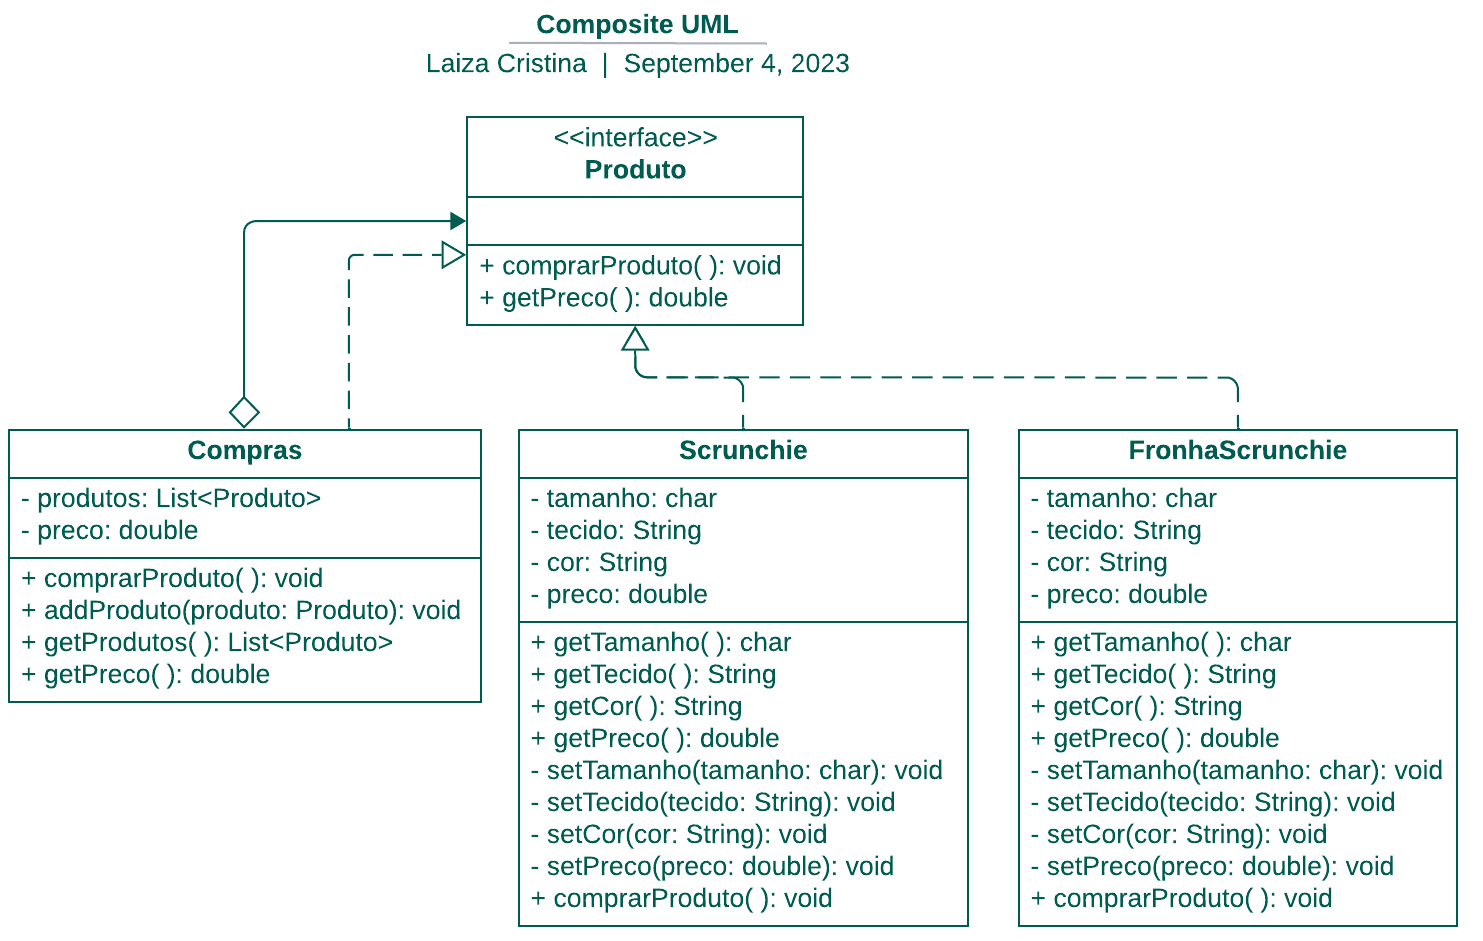 Composite UML
Laiza Cristina | September 4, 2023
<<interface>>
Produto
+ comprarProduto( ): void
+ getPreco( ): double
Compras
- produtos: List<Produto>
- preco: double
+ comprarProduto( ): void
+ addProduto(produto: Produto): void
+ getProdutos( ): List<Produto>
+ getPreco( ): double
Scrunchie
- tamanho: char
- tecido: String
- cor: String
- preco: double
+ getTamanho( ): char
+ getTecido( ): String
+ getCor( ): String
+ getPreco( ): double
- setTamanho(tamanho: char): void
- setTecido(tecido: String): void
- setCor(cor: String): void
- setPreco(preco: double): void
+ comprarProduto( ): void
FronhaScrunchie
- tamanho: char
- tecido: String
- cor: String
- preco: double
+ getTamanho( ): char
+ getTecido( ): String
+ getCor( ): String
+ getPreco( ): double
- setTamanho(tamanho: char): void
- setTecido(tecido: String): void
- setCor(cor: String): void
- setPreco(preco: double): void
+ comprarProduto( ): void